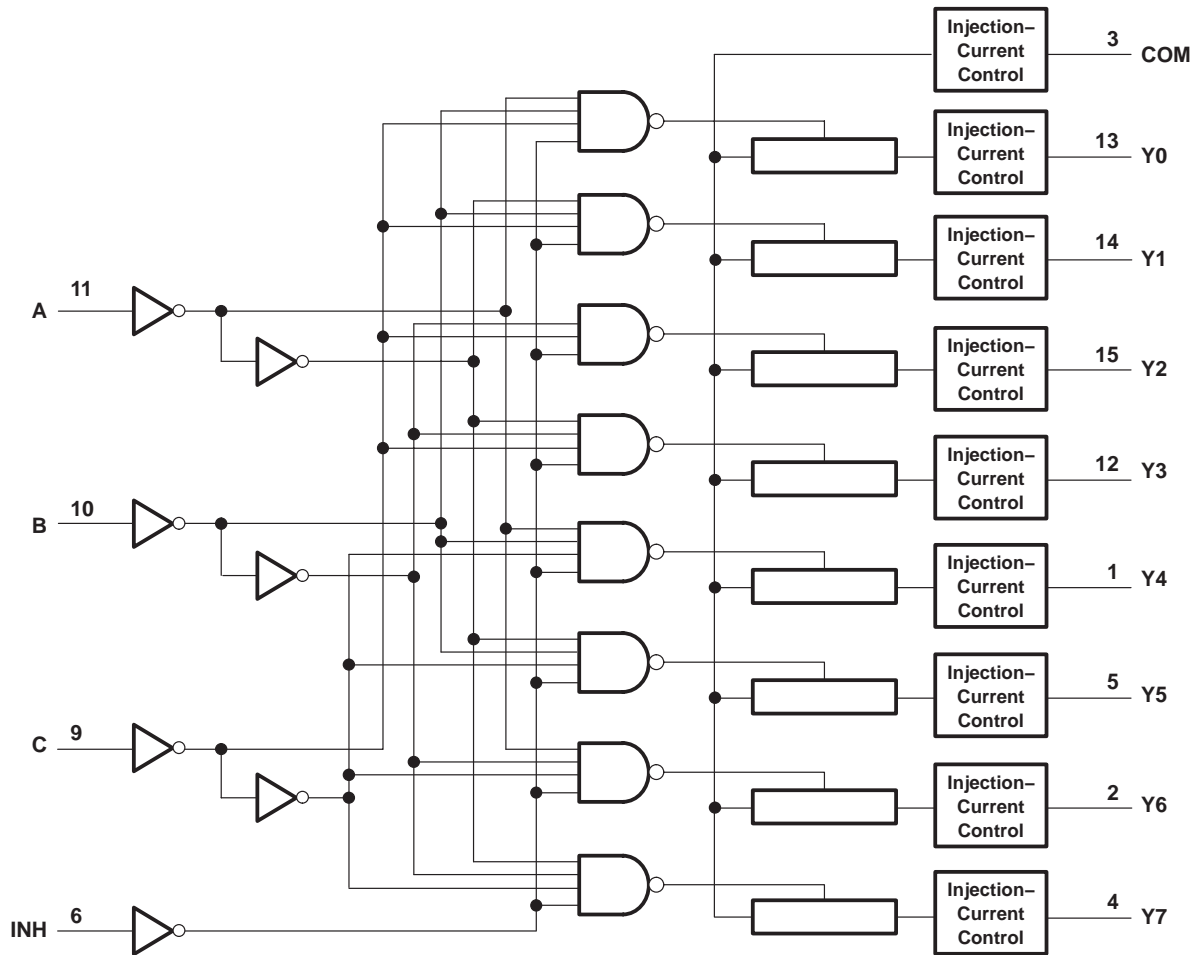 Injection–
Current
Control
3
COM
Injection–
Current
Control
13
Y0
Injection–
Current
Control
14
Y1
11
A
Injection–
Current
Control
15
Y2
Injection–
Current
Control
12
Y3
10
B
Injection–
Current
Control
1
Y4
Injection–
Current
Control
5
Y5
9
C
Injection–
Current
Control
2
Y6
Injection–
Current
Control
4
Y7
6
INH